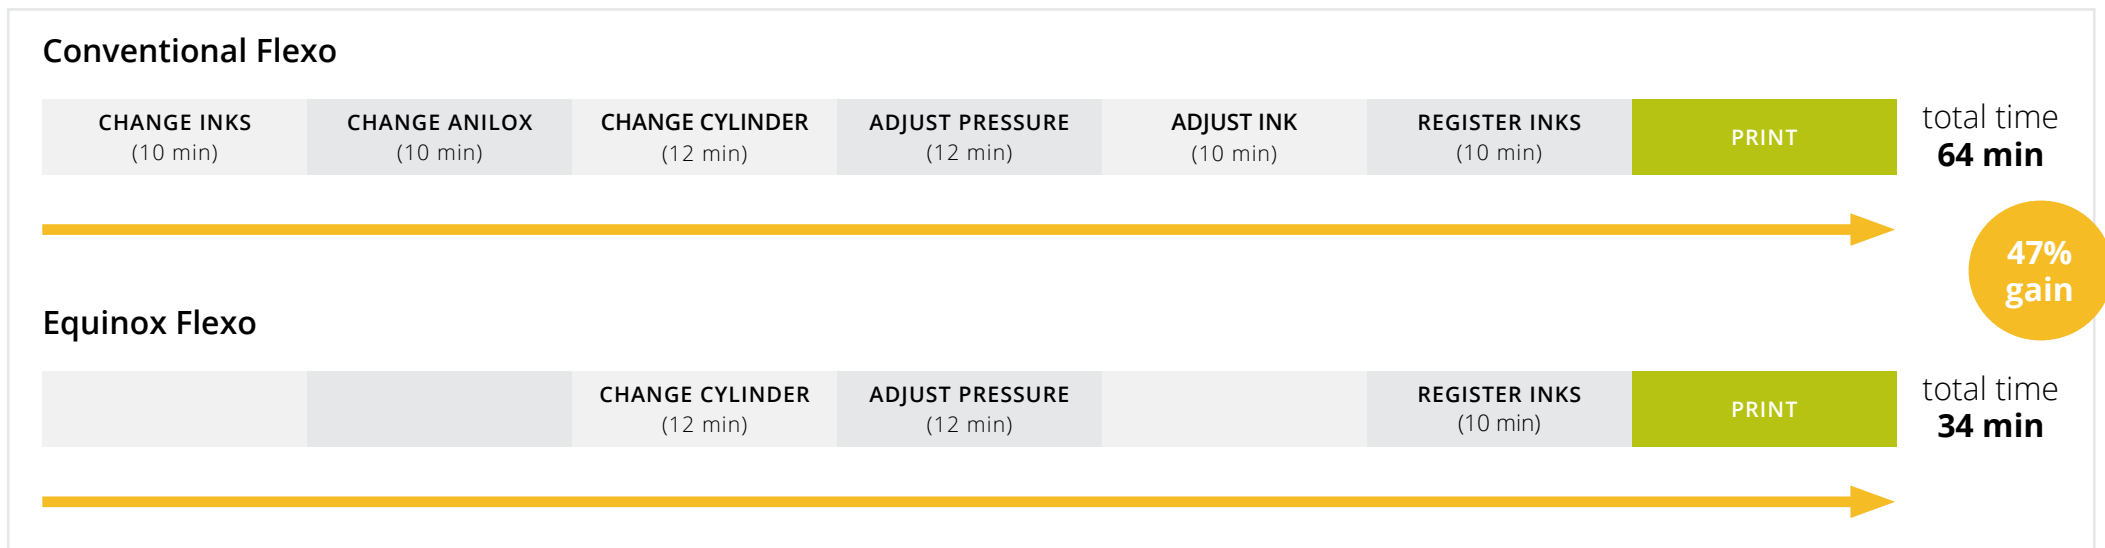 Conventional Flexo
CHANGE INKS
(10 min)
CHANGE ANILOX
(10 min)
CHANGE CYLINDER
(12 min)
ADJUST PRESSURE
(12 min)
ADJUST INK
(10 min)
REGISTER INKS
(10 min)
PRINT
total time
64 min
47%
gain
Equinox Flexo
CHANGE CYLINDER
(12 min)
ADJUST PRESSURE
(12 min)
REGISTER INKS
(10 min)
PRINT
total time
34 min